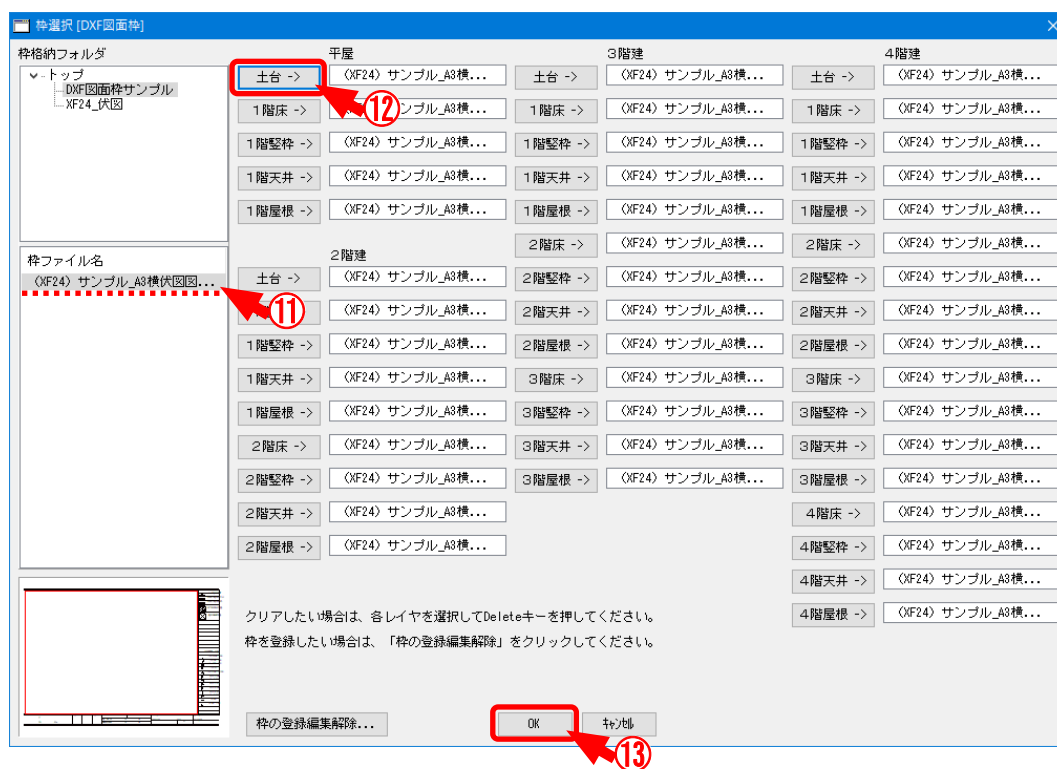 枠選択 [DXF図面枠]
枠格納フォルダ
トップ
DXF図面枠サンプル
XF24_伏図
枠ファイル名
(XF24) サンプル_A3横伏図図...
⑪
平屋
土台 -> (XF24) サンプル_A3横...
⑫
1階床 -> サンプル_A3横...
1階竪枠 -> (XF24) サンプル_A3横...
1階天井 -> (XF24) サンプル_A3横...
1階屋根 -> (XF24) サンプル_A3横...
2階建
土台 -> (XF24) サンプル_A3横...
(XF24) サンプル_A3横...
1階竪枠 -> (XF24) サンプル_A3横...
1階天井 -> (XF24) サンプル_A3横...
1階屋根 -> (XF24) サンプル_A3横...
2階床 -> (XF24) サンプル_A3横...
2階竪枠 -> (XF24) サンプル_A3横...
2階天井 -> (XF24) サンプル_A3横...
2階屋根 -> (XF24) サンプル_A3横...
3階建
土台 -> (XF24) サンプル_A3横...
1階床 -> (XF24) サンプル_A3横...
1階竪枠 -> (XF24) サンプル_A3横...
1階天井 -> (XF24) サンプル_A3横...
1階屋根 -> (XF24) サンプル_A3横...
2階床 -> (XF24) サンプル_A3横...
2階竪枠 -> (XF24) サンプル_A3横...
2階天井 -> (XF24) サンプル_A3横...
2階屋根 -> (XF24) サンプル_A3横...
3階床 -> (XF24) サンプル_A3横...
3階竪枠 -> (XF24) サンプル_A3横...
3階天井 -> (XF24) サンプル_A3横...
3階屋根 -> (XF24) サンプル_A3横...
4階建
土台 -> (XF24) サンプル_A3横...
1階床 -> (XF24) サンプル_A3横...
1階竪枠 -> (XF24) サンプル_A3横...
1階天井 -> (XF24) サンプル_A3横...
1階屋根 -> (XF24) サンプル_A3横...
2階床 -> (XF24) サンプル_A3横...
2階竪枠 -> (XF24) サンプル_A3横...
2階天井 -> (XF24) サンプル_A3横...
2階屋根 -> (XF24) サンプル_A3横...
3階床 -> (XF24) サンプル_A3横...
3階竪枠 -> (XF24) サンプル_A3横...
3階天井 -> (XF24) サンプル_A3横...
3階屋根 -> (XF24) サンプル_A3横...
4階床 -> (XF24) サンプル_A3横...
4階竪枠 -> (XF24) サンプル_A3横...
4階天井 -> (XF24) サンプル_A3横...
4階屋根 -> (XF24) サンプル_A3横...
クリアしたい場合は、各レイヤを選択してDeleteキーを押してください。
枠を登録したい場合は、「枠の登録編集解除」をクリックしてください。
枠の登録編集解除...
OK
ｷｬﾝｾﾙ
⑬